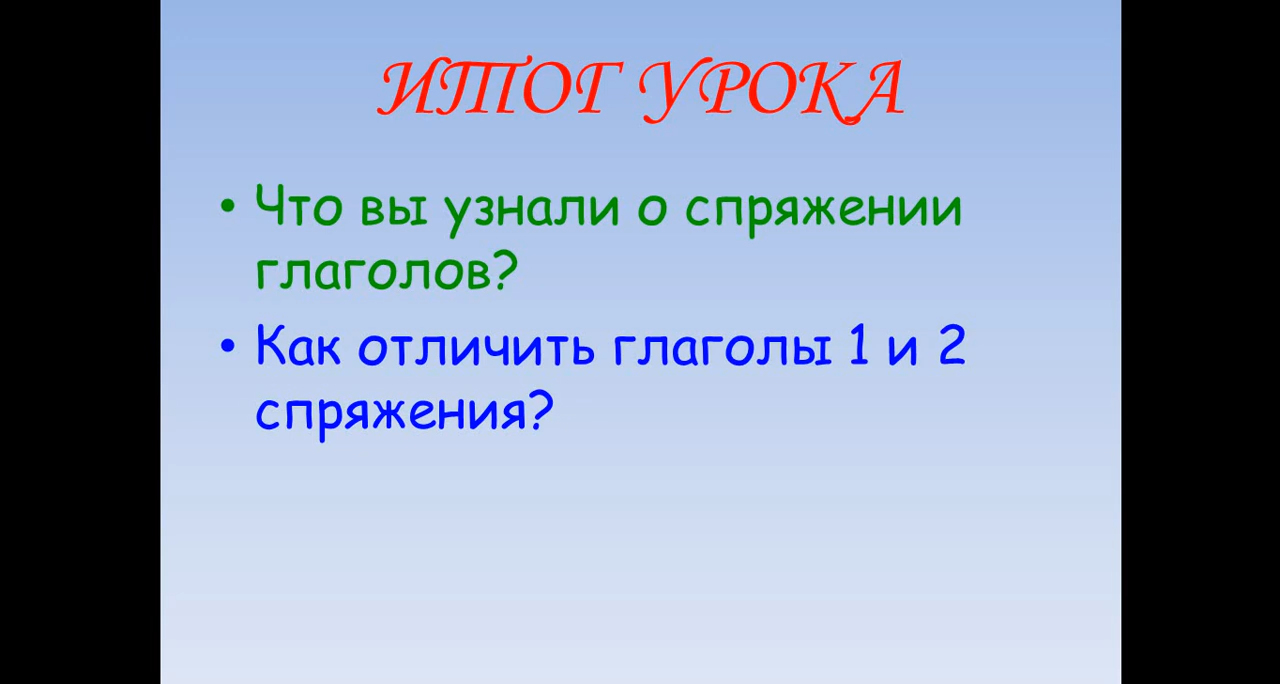 ИТОГ УРОКА
• Что вы узнали о спряжении
глаголов?
• Как отличить глаголы 1 и 2
спряжения?